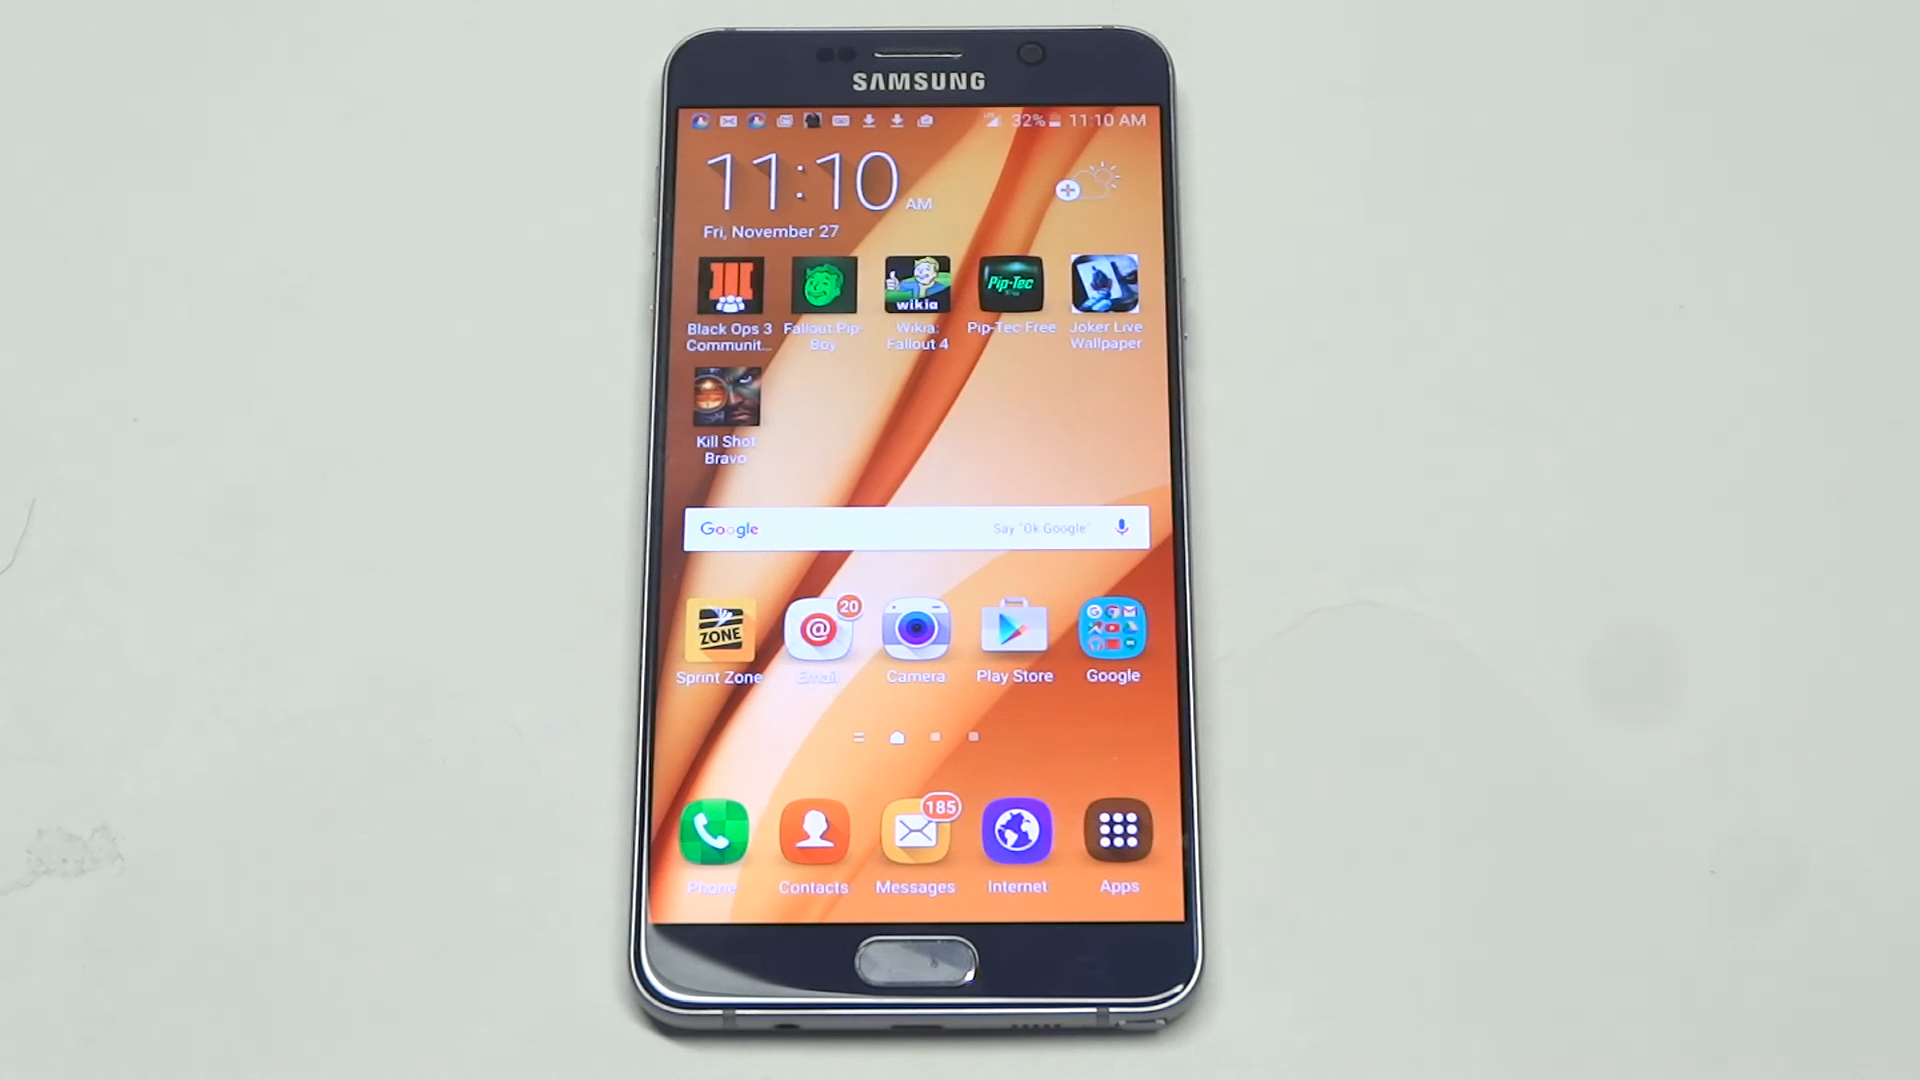 SAMSUNG
32% 11:10 AM
11:10 AM
Fri, November 27
III
wikia
Pip-Tec
Black Ops 3
Communit...
Fallout Pip-
Boy
Wikia:
Fallout 4
Pip-Tec Free
Joker Live
Wallpaper
Kill Shot
Bravo
Google
Say "Ok Google"
ZONE
@
20
Sprint Zone
Email
Camera
Play Store
Google
185
Phone
Contacts
Messages
Internet
Apps